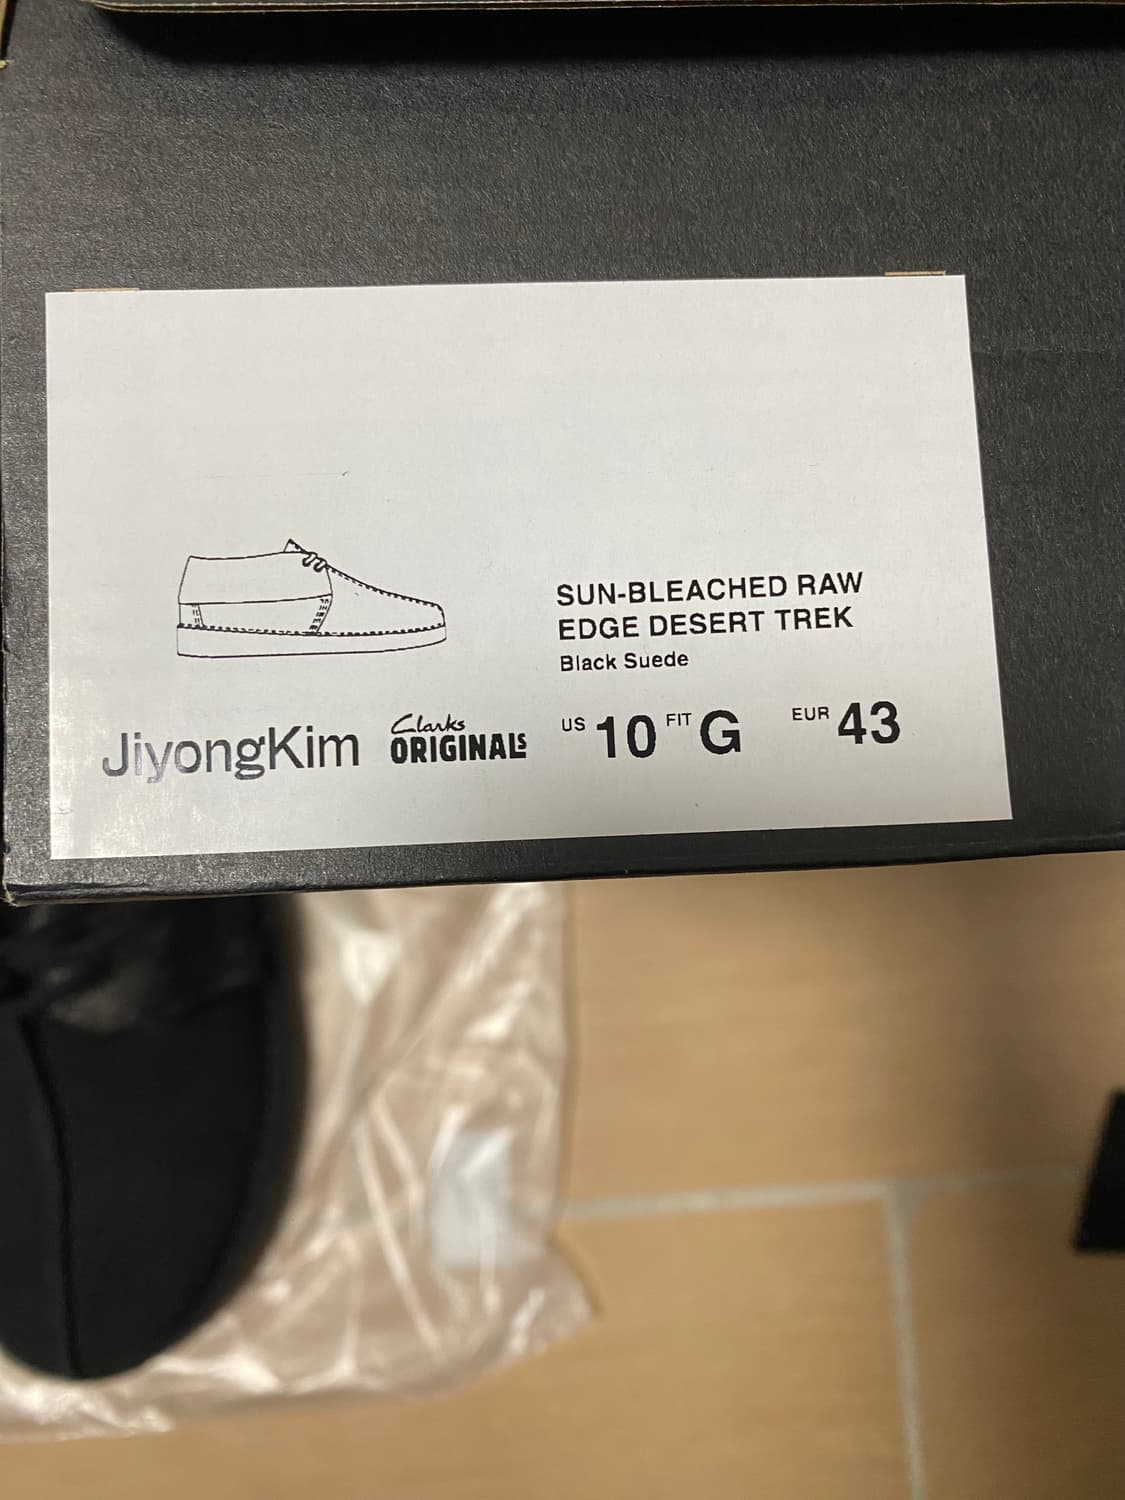 SUN-BLEACHED RAW
EDGE DESERT TREK
Black Suede
JiyongKim Clarks ORIGINALS US 10 FIT G EUR 43